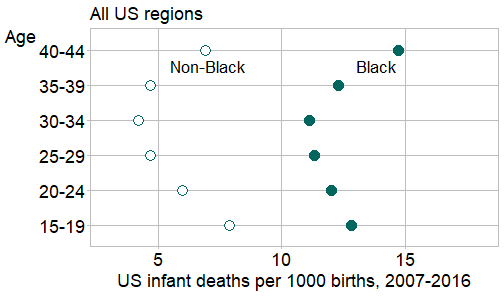 All US regions
Age
40-44
Non-Black Black
35-39
30-34
25-29
20-24
15-19
5 10 15
US infant deaths per 1000 births, 2007-2016